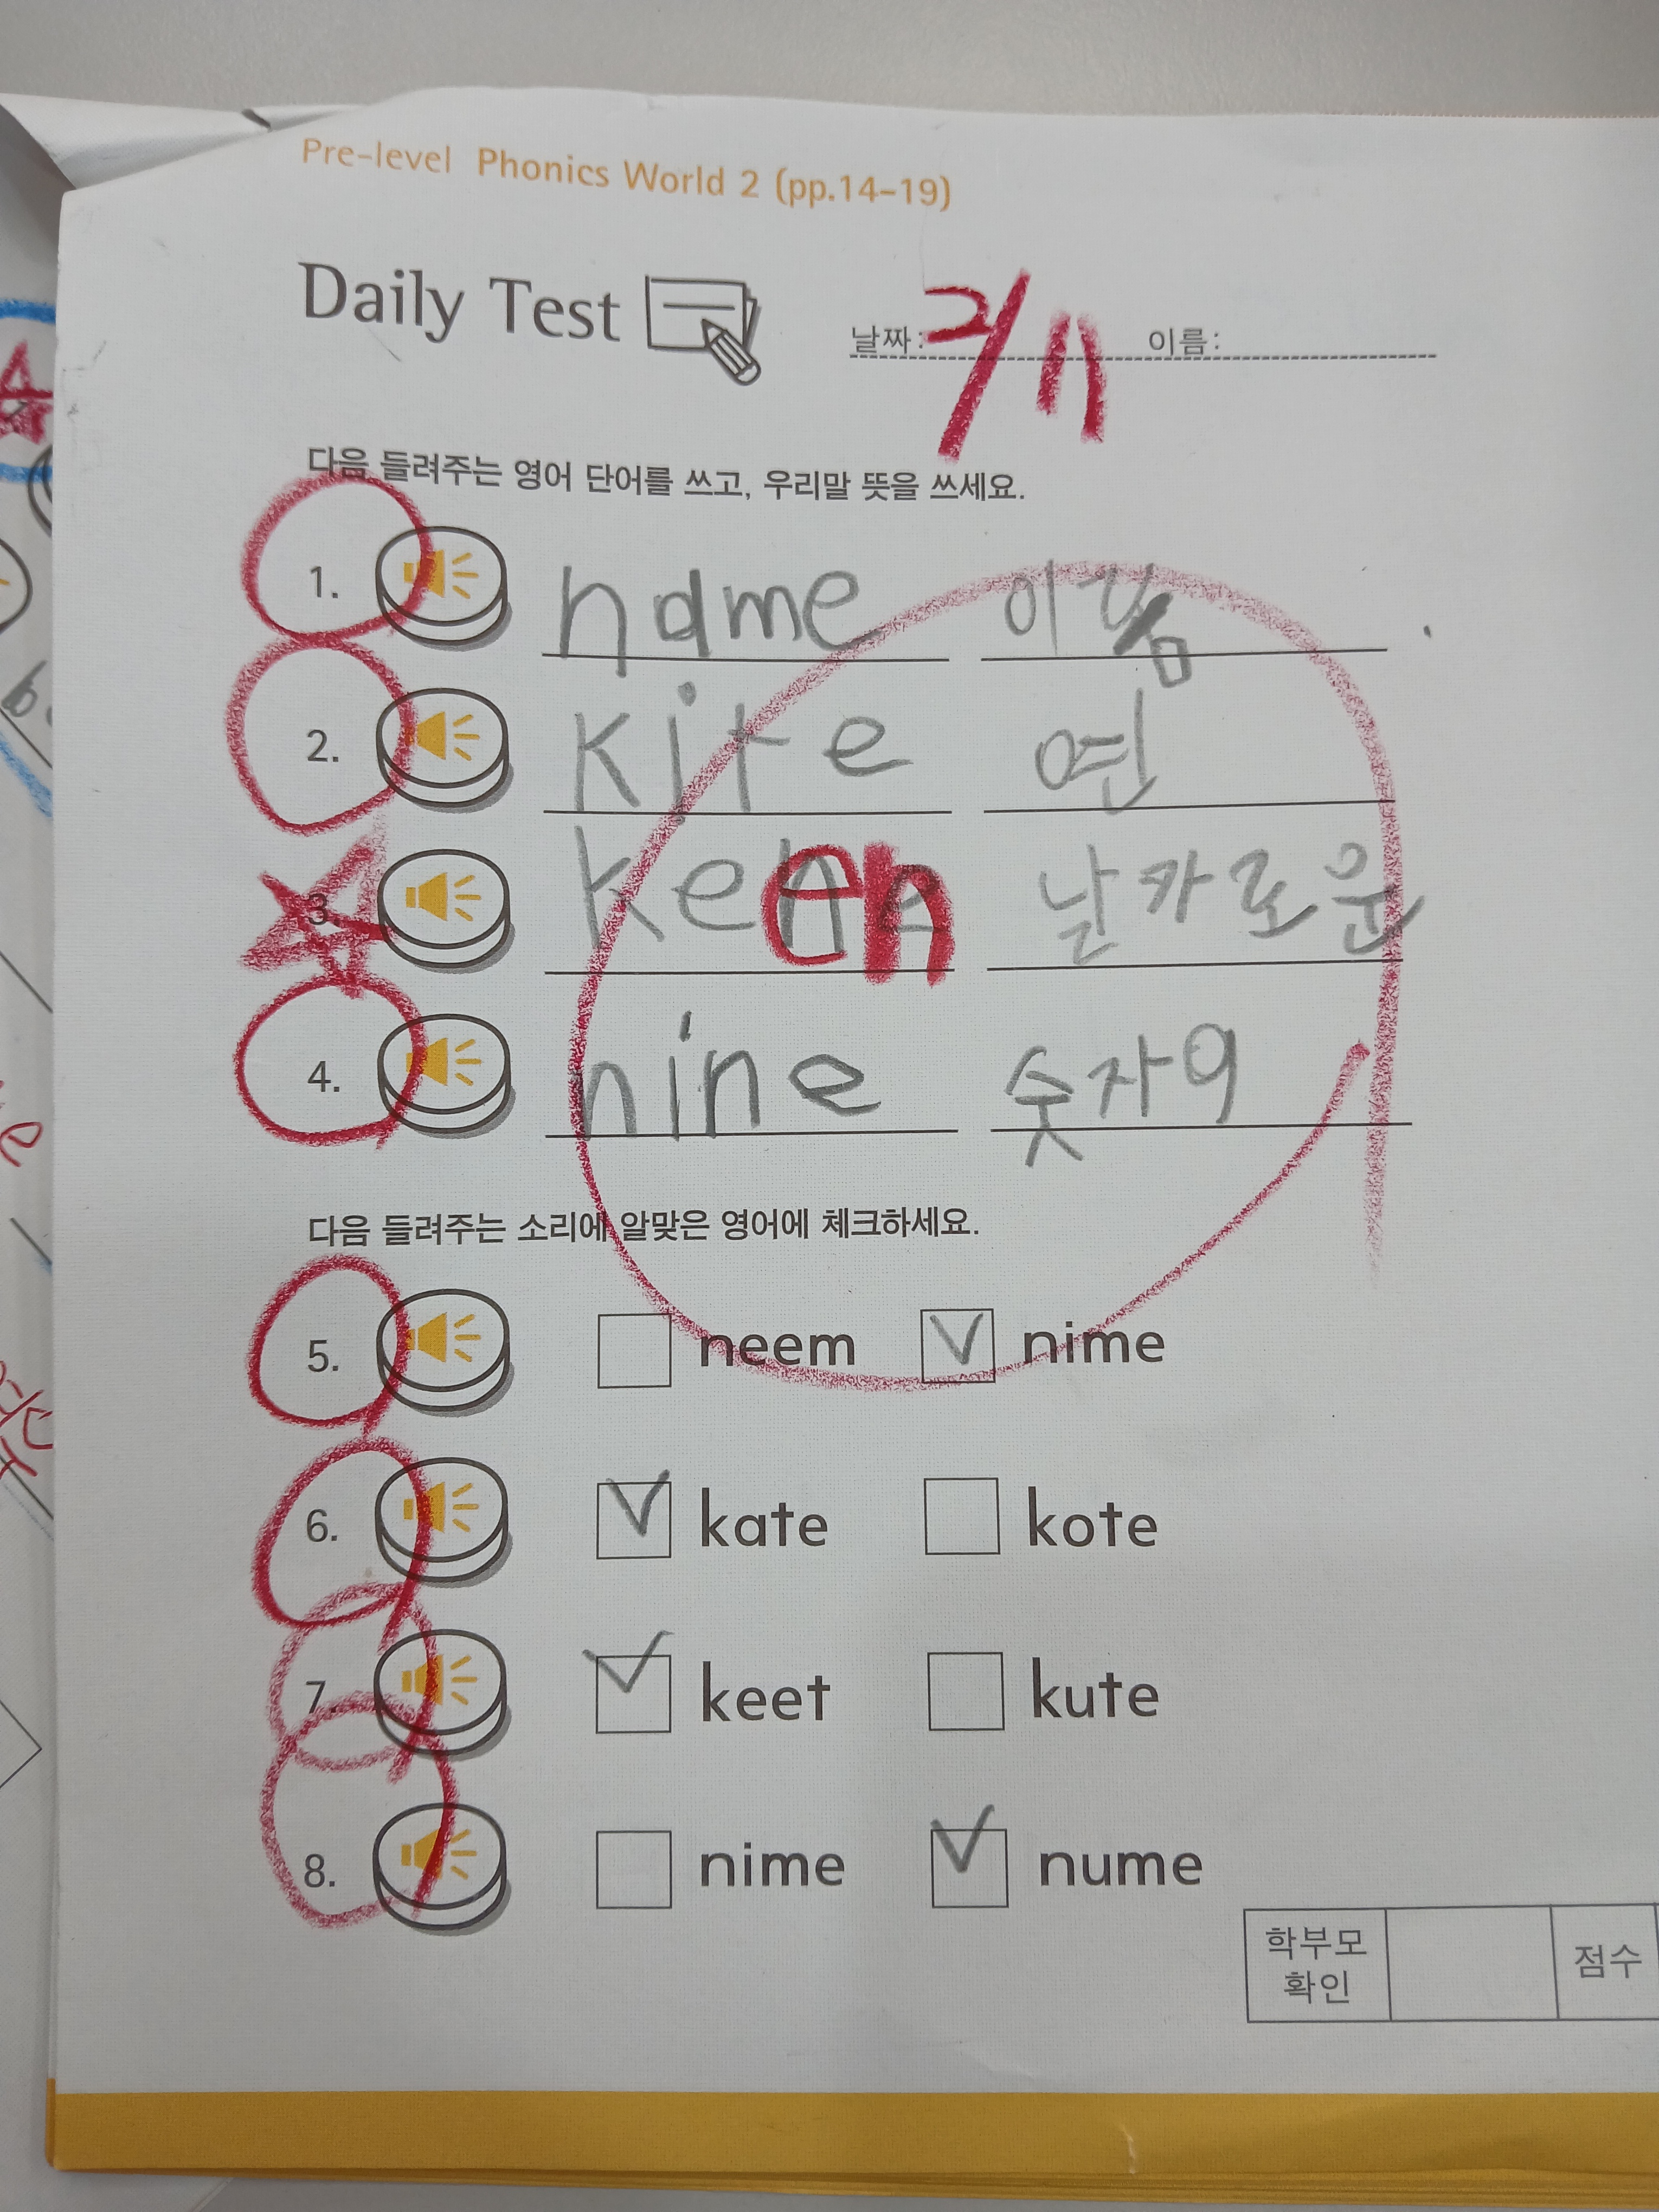 Pre-level Phonics World 2 (pp.14-19)
Daily Test 날짜: 2/11 이름:
다음 들려주는 영어 단어를 쓰고, 우리말 뜻을 쓰세요.
1. name 이름
2. kite 연
3. kene en 날카로운
4. nine 숫자9
다음 들려주는 소리에 알맞은 영어에 체크하세요.
5. neem V nime
6. V kate kote
7. V keet kute
8. nime V nume
학부모 확인 점수